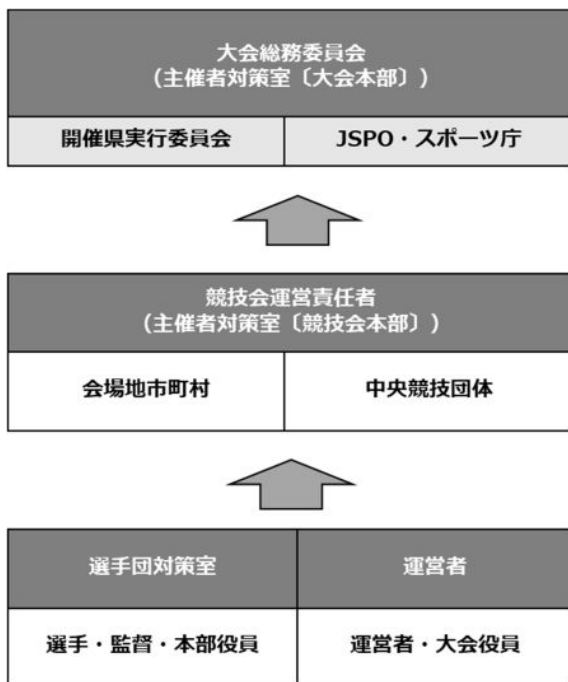 大会総務委員会
(主催者対策室〔大会本部〕)
開催県実行委員会
JSPO・スポーツ庁
競技会運営責任者
(主催者対策室〔競技会本部〕)
会場地市町村
中央競技団体
選手団対策室
運営者
選手・監督・本部役員
運営者・大会役員